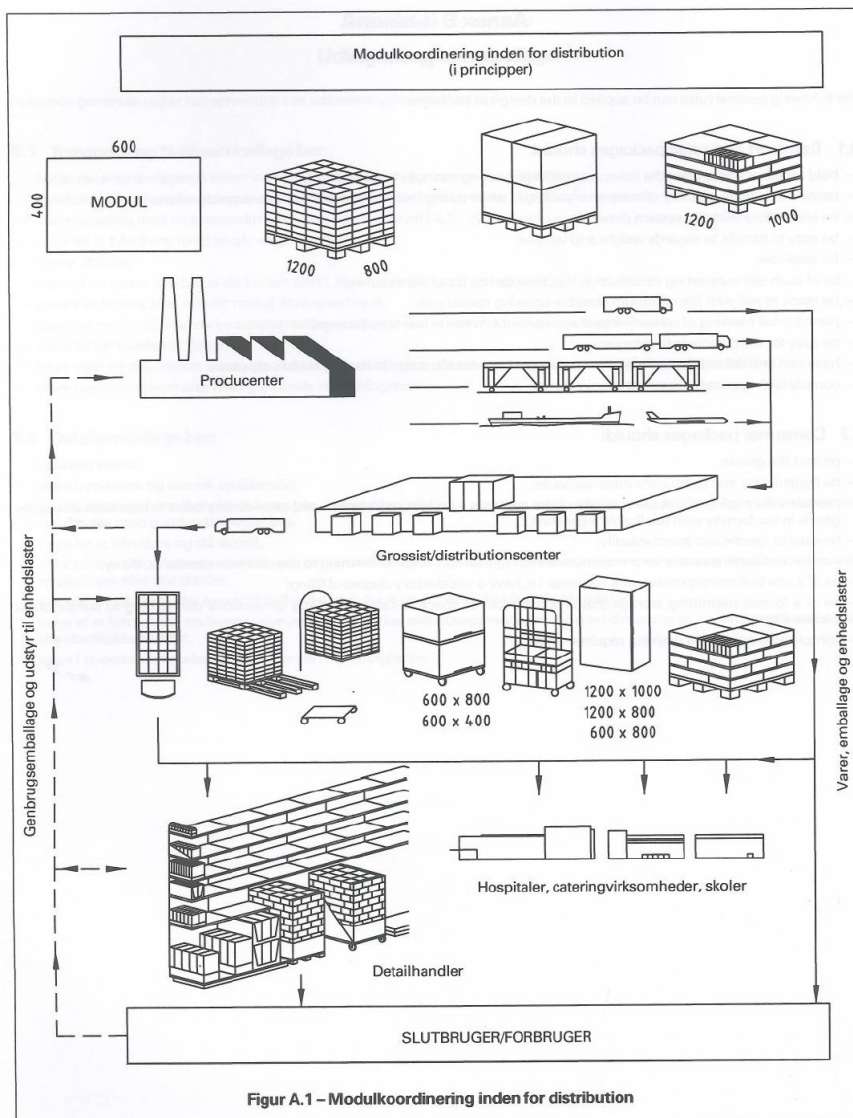 Modulkoordinering inden for distribution
(i principper)
600
400
MODUL
1200
800
1200
1000
Producenter
Grossist/distributionscenter
600 x 800
600 x 400
1200 x 1000
1200 x 800
600 x 800
Genbrugsemballage og udstyr til enhedslaster
Varer, emballage og enhedslaster
Hospitaler, cateringvirksomheder, skoler
Detailhandler
SLUTBRUGER/FORBRUGER
Figur A.1 – Modulkoordinering inden for distribution